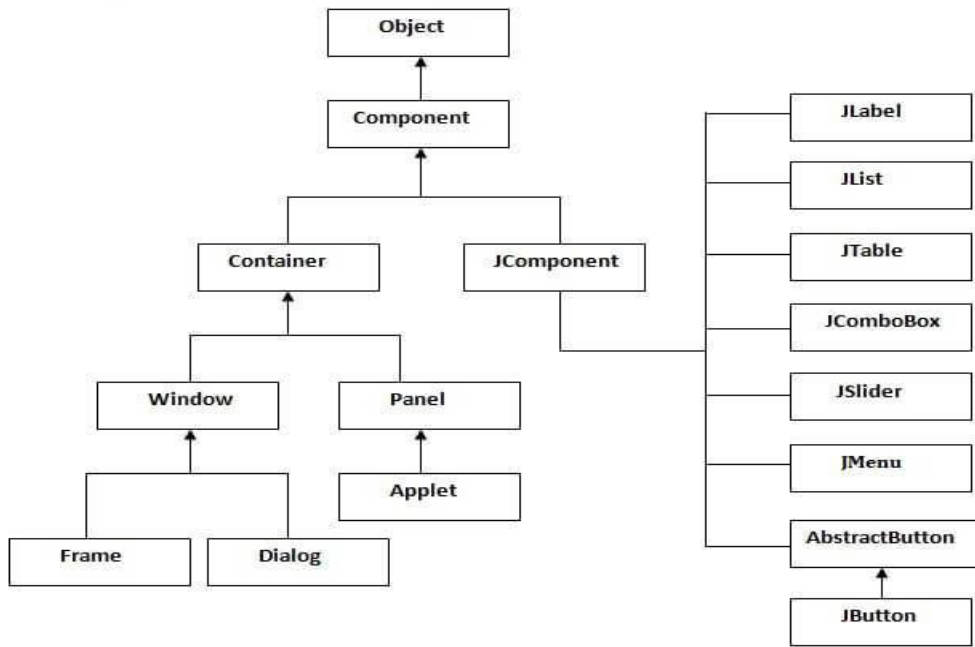 Object
Component
Container
JComponent
Window
Panel
Applet
Frame
Dialog
JLabel
JList
JTable
JComboBox
JSlider
JMenu
AbstractButton
JButton